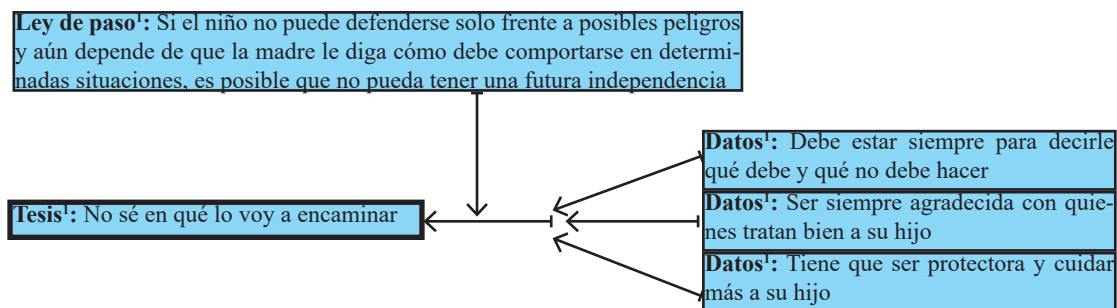 Ley de paso¹: Si el niño no puede defenderse solo frente a posibles peligros
y aún depende de que la madre le diga cómo debe comportarse en determi-
nadas situaciones, es posible que no pueda tener una futura independencia
Datos¹: Debe estar siempre para decirle
qué debe y qué no debe hacer
Tesis¹: No sé en qué lo voy a encaminar
Datos¹: Ser siempre agradecida con quie-
nes tratan bien a su hijo
Datos¹: Tiene que ser protectora y cuidar
más a su hijo